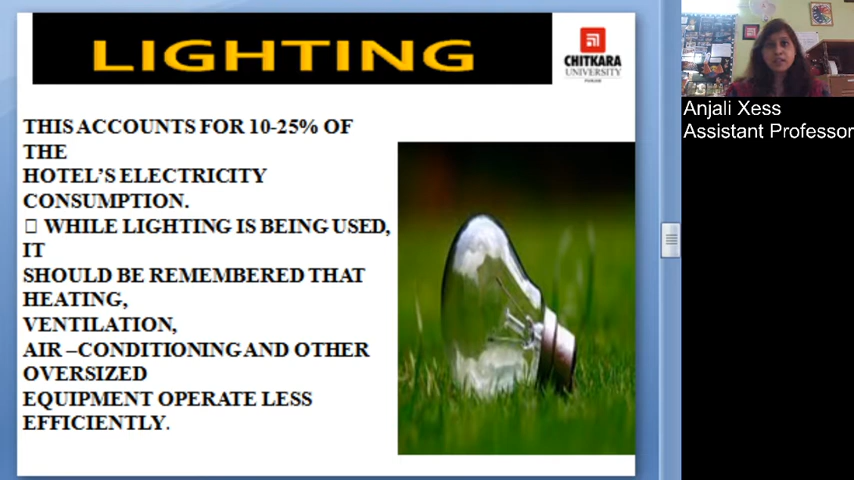 LIGHTING
CHITKARA
UNIVERSITY
THIS ACCOUNTS FOR 10-25% OF
THE
HOTEL'S ELECTRICITY
CONSUMPTION.
WHILE LIGHTING IS BEING USED,
IT
SHOULD BE REMEMBERED THAT
HEATING,
VENTILATION,
AIR –CONDITIONING AND OTHER
OVERSIZED
EQUIPMENT OPERATE LESS
EFFICIENTLY.
Anjali Xess
Assistant Professor